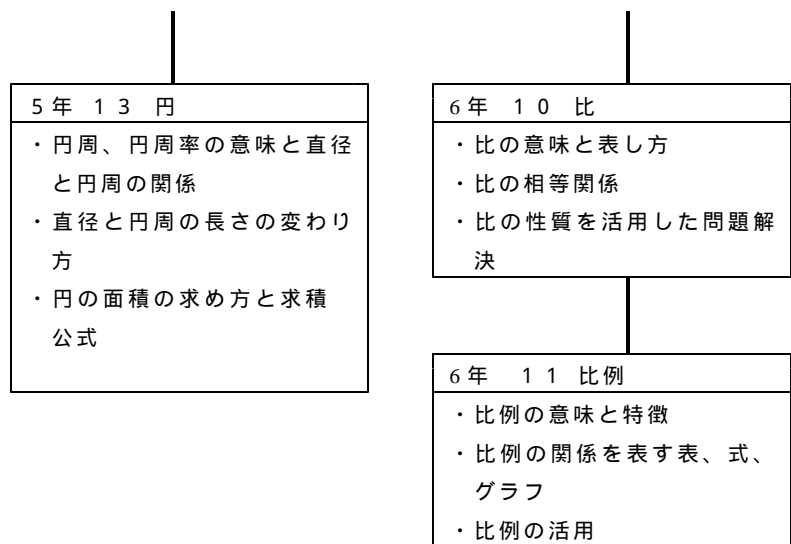 5年 13 円
・円周、円周率の意味と直径
と円周の関係
・直径と円周の長さの変わり
方
・円の面積の求め方と求積
公式
6年 10 比
・比の意味と表し方
・比の相等関係
・比の性質を活用した問題解
決
6年 11 比例
・比例の意味と特徴
・比例の関係を表す表、式、
グラフ
・比例の活用